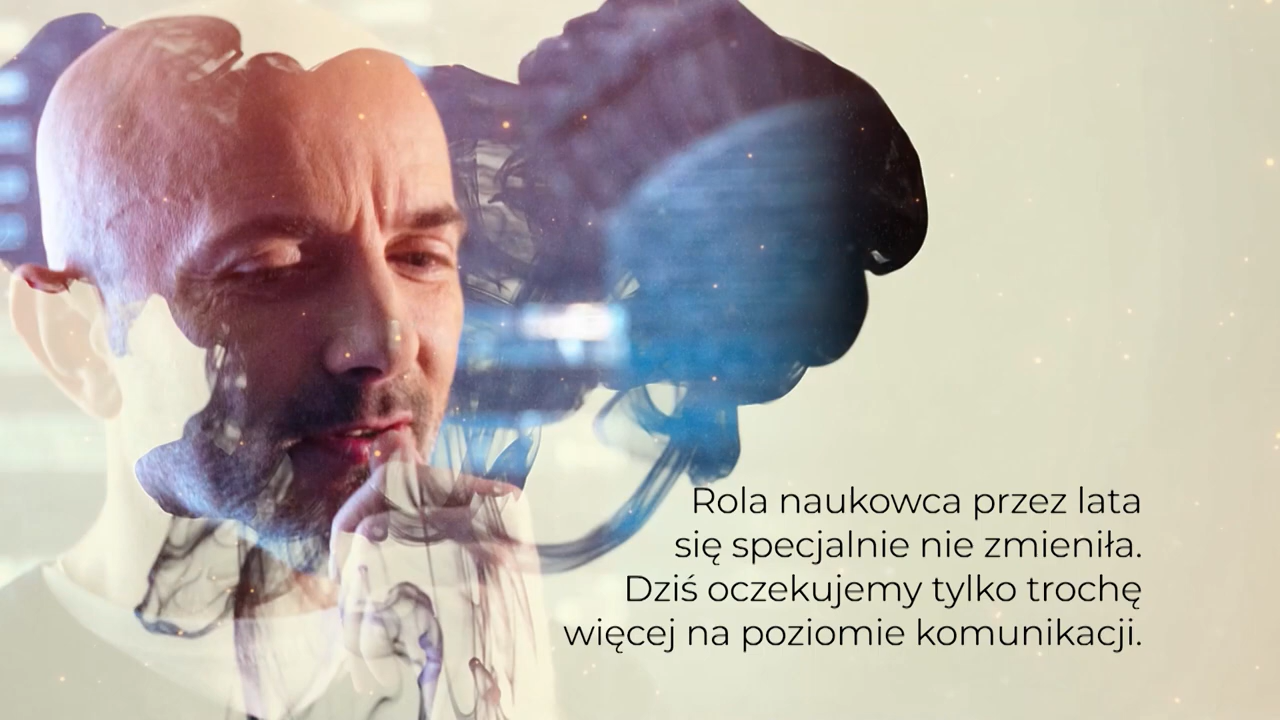 Rola naukowca przez lata
się specjalnie nie zmieniła.
Dziś oczekujemy tylko trochę
więcej na poziomie komunikacji.